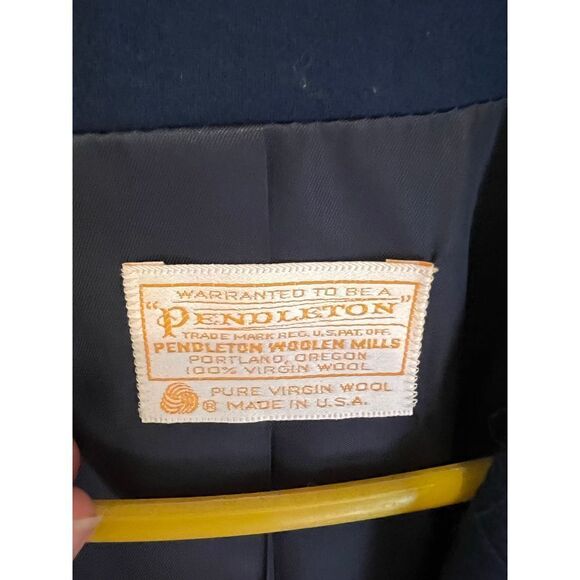 WARRANTED TO BE A
"PENDLETON"
TRADE MARK REG. U.S. PAT. OFF.
PENDLETON WOOLEN MILLS
PORTLAND, OREGON
100% VIRGIN WOOL
PURE VIRGIN WOOL
® MADE IN U.S.A.